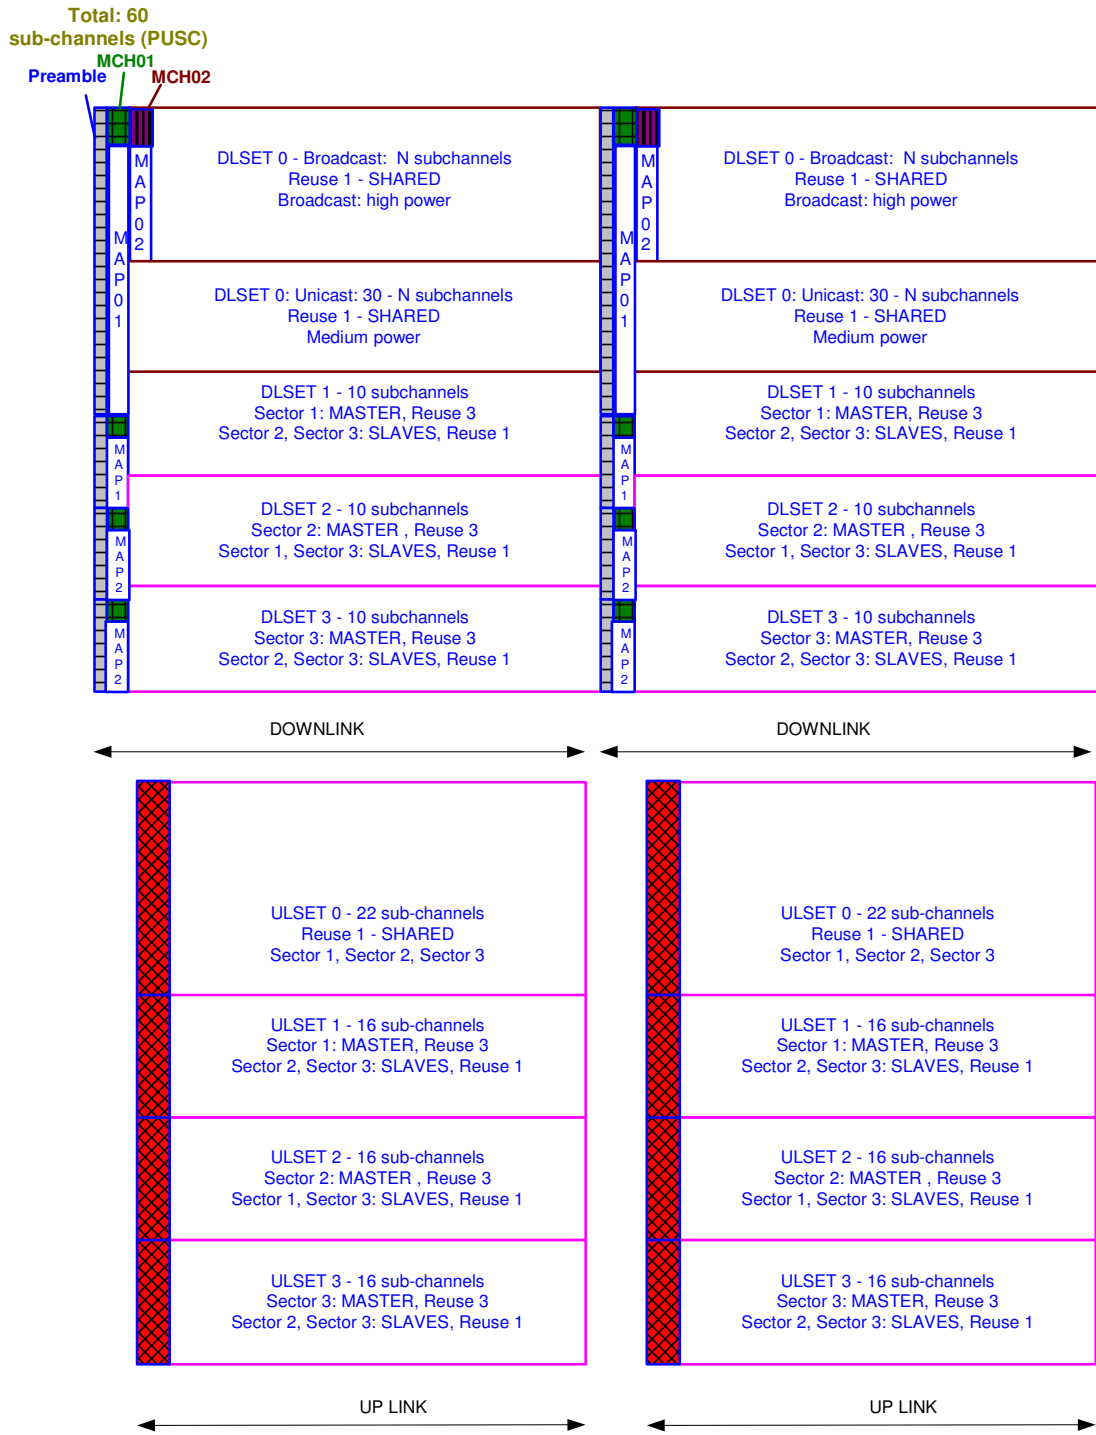 Total: 60
sub-channels (PUSC)
MCH01
Preamble
MCH02
MAP02
MAP01
DLSET 0 - Broadcast: N subchannels
Reuse 1 - SHARED
Broadcast: high power
DLSET 0: Unicast: 30 - N subchannels
Reuse 1 - SHARED
Medium power
DLSET 1 - 10 subchannels
Sector 1: MASTER, Reuse 3
Sector 2, Sector 3: SLAVES, Reuse 1
MAP1
DLSET 2 - 10 subchannels
Sector 2: MASTER , Reuse 3
Sector 1, Sector 3: SLAVES, Reuse 1
MAP2
DLSET 3 - 10 subchannels
Sector 3: MASTER, Reuse 3
Sector 2, Sector 3: SLAVES, Reuse 1
MAP2
MAP02
MAP01
DLSET 0 - Broadcast: N subchannels
Reuse 1 - SHARED
Broadcast: high power
DLSET 0: Unicast: 30 - N subchannels
Reuse 1 - SHARED
Medium power
DLSET 1 - 10 subchannels
Sector 1: MASTER, Reuse 3
Sector 2, Sector 3: SLAVES, Reuse 1
MAP1
DLSET 2 - 10 subchannels
Sector 2: MASTER , Reuse 3
Sector 1, Sector 3: SLAVES, Reuse 1
MAP2
DLSET 3 - 10 subchannels
Sector 3: MASTER, Reuse 3
Sector 2, Sector 3: SLAVES, Reuse 1
MAP2
DOWNLINK
DOWNLINK
ULSET 0 - 22 sub-channels
Reuse 1 - SHARED
Sector 1, Sector 2, Sector 3
ULSET 1 - 16 sub-channels
Sector 1: MASTER, Reuse 3
Sector 2, Sector 3: SLAVES, Reuse 1
ULSET 2 - 16 sub-channels
Sector 2: MASTER , Reuse 3
Sector 1, Sector 3: SLAVES, Reuse 1
ULSET 3 - 16 sub-channels
Sector 3: MASTER, Reuse 3
Sector 2, Sector 3: SLAVES, Reuse 1
ULSET 0 - 22 sub-channels
Reuse 1 - SHARED
Sector 1, Sector 2, Sector 3
ULSET 1 - 16 sub-channels
Sector 1: MASTER, Reuse 3
Sector 2, Sector 3: SLAVES, Reuse 1
ULSET 2 - 16 sub-channels
Sector 2: MASTER , Reuse 3
Sector 1, Sector 3: SLAVES, Reuse 1
ULSET 3 - 16 sub-channels
Sector 3: MASTER, Reuse 3
Sector 2, Sector 3: SLAVES, Reuse 1
UP LINK
UP LINK